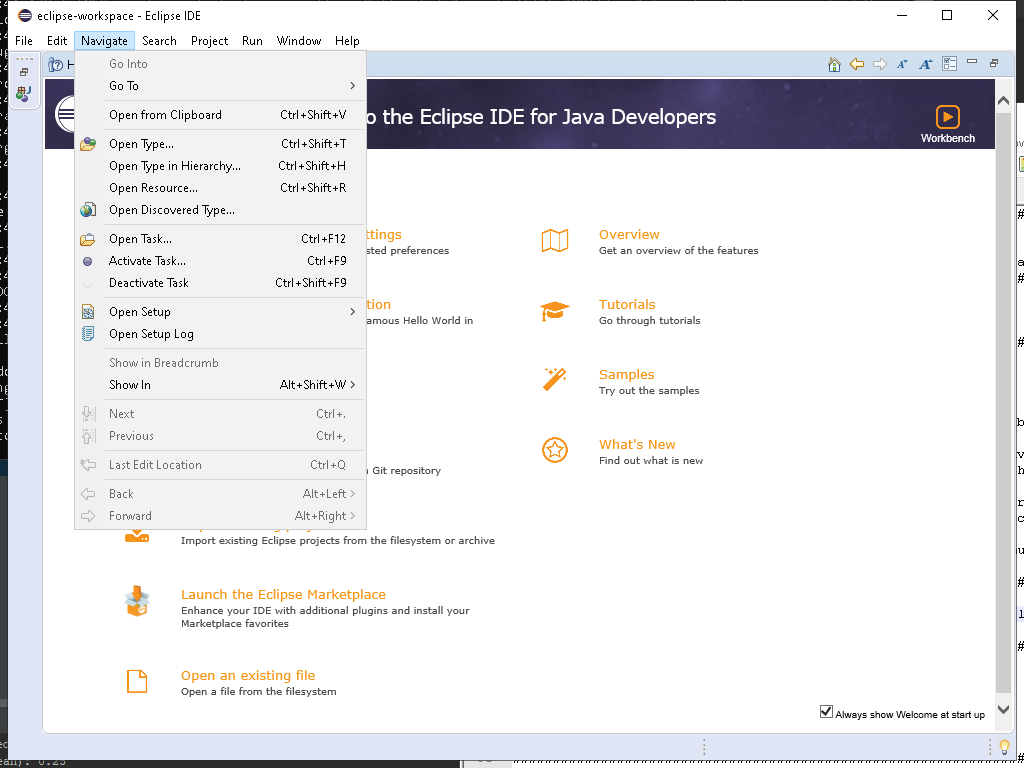 eclipse-workspace - Eclipse IDE
File Edit Navigate Search Project Run Window Help
Go Into
Go To
Open from Clipboard Ctrl+Shift+V
Open Type... Ctrl+Shift+T
Open Type in Hierarchy... Ctrl+Shift+H
Open Resource... Ctrl+Shift+R
Open Discovered Type...
Open Task... Ctrl+F12
Activate Task... Ctrl+F9
Deactivate Task Ctrl+Shift+F9
Open Setup
Open Setup Log
Show in Breadcrumb
Show In Alt+Shift+W
Next Ctrl+.
Previous Ctrl+,
Last Edit Location Ctrl+Q
Back Alt+Left
Forward Alt+Right
o the Eclipse IDE for Java Developers
Workbench
ttings
sted preferences
tion
amous Hello World in
Git repository
Import existing Eclipse projects from the filesystem or archive
Launch the Eclipse Marketplace
Enhance your IDE with additional plugins and install your
Marketplace favorites
Open an existing file
Open a file from the filesystem
Overview
Get an overview of the features
Tutorials
Go through tutorials
Samples
Try out the samples
What's New
Find out what is new
Always show Welcome at start up